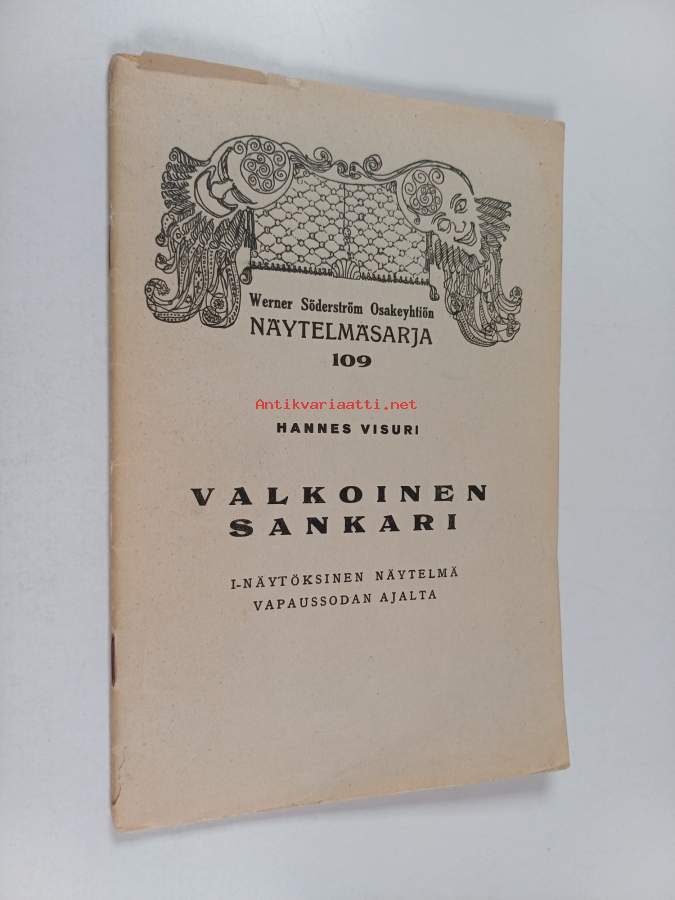 Werner Söderström Osakeyhtiön
NÄYTELMÄSARJA
109
Antikvariaatti.net
HANNES VISURI
VALKOINEN
SANKARI
I-NÄYTÖKSINEN NÄYTELMÄ
VAPAUSSODAN AJALTA